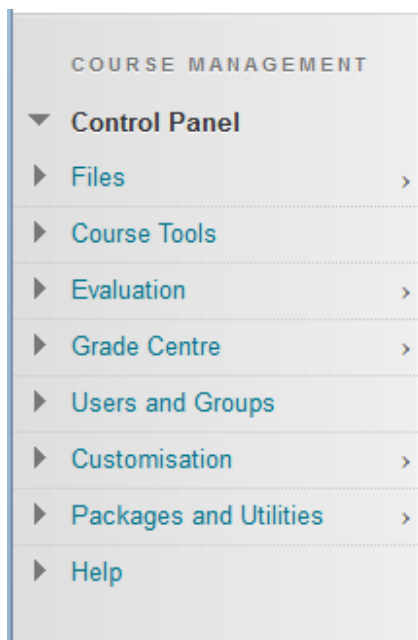 COURSE MANAGEMENT
Control Panel
Files
Course Tools
Evaluation
Grade Centre
Users and Groups
Customisation
Packages and Utilities
Help